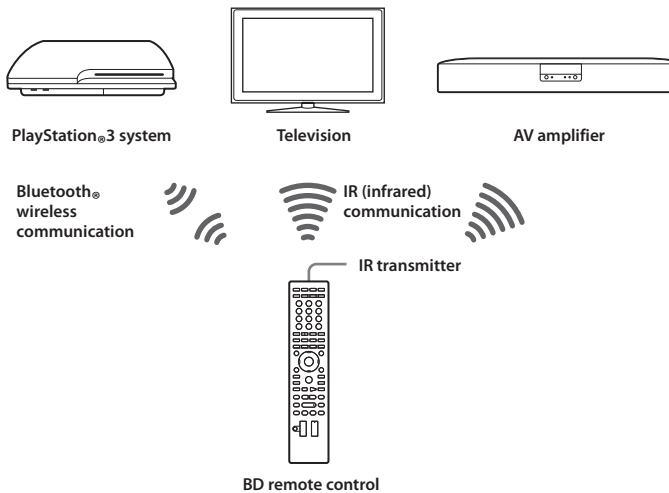 PlayStation®3 system
Television
AV amplifier
Bluetooth®
wireless
communication
IR (infrared)
communication
IR transmitter
BD remote control